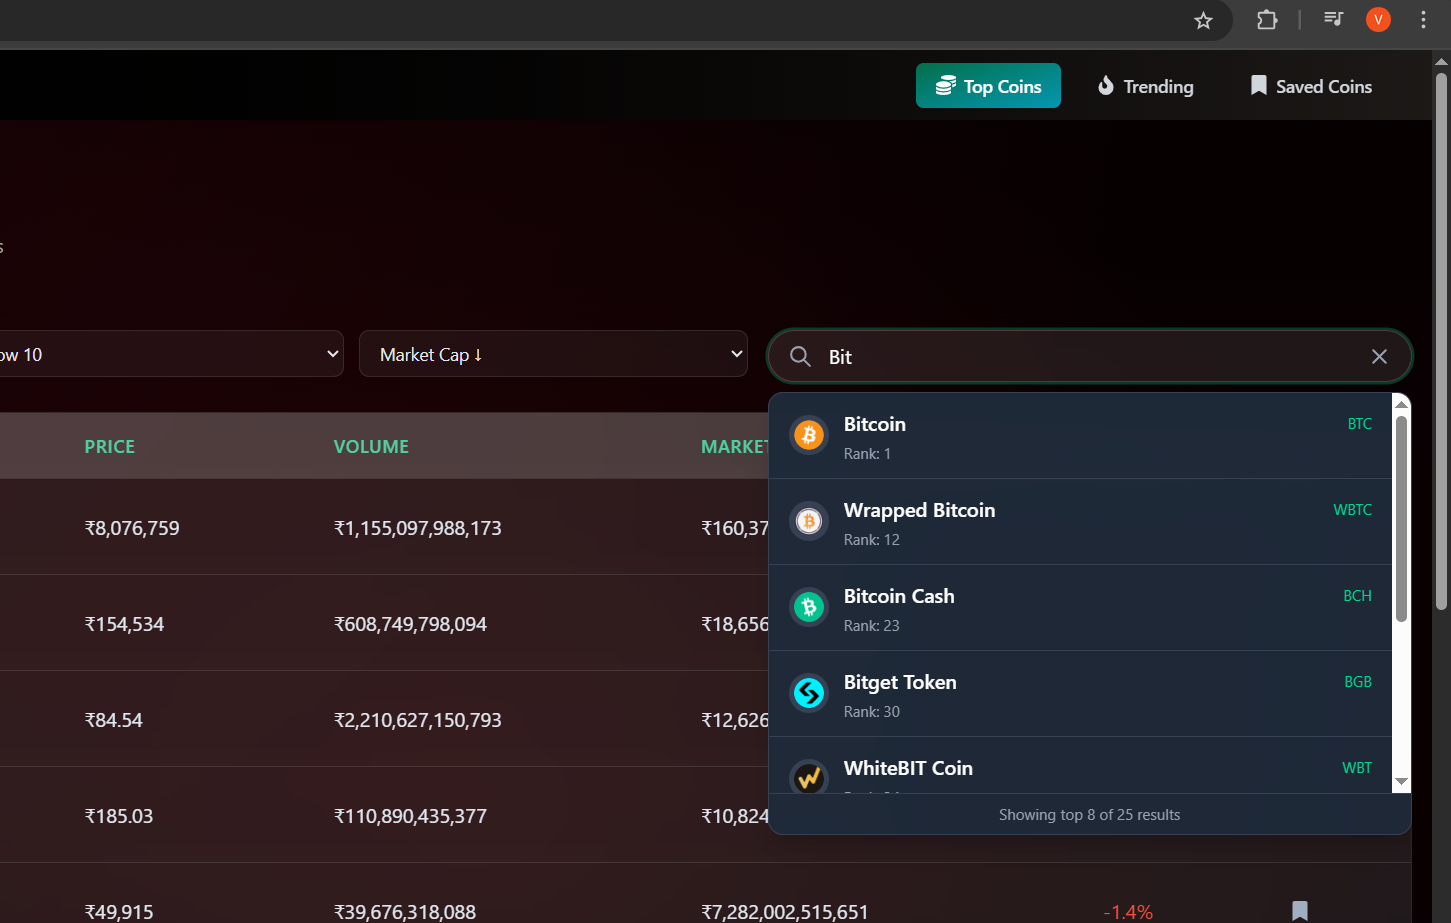 V
Top Coins
Trending
Saved Coins
s
ow 10
Market Cap ↓
Bit
PRICE
VOLUME
MARKET
Bitcoin
BTC
Rank: 1
₹8,076,759
₹1,155,097,988,173
₹160,37
Wrapped Bitcoin
WBTC
Rank: 12
Bitcoin Cash
BCH
Rank: 23
₹154,534
₹608,749,798,094
₹18,656
Bitget Token
BGB
Rank: 30
₹84.54
₹2,210,627,150,793
₹12,626
WhiteBIT Coin
WBT
₹185.03
₹110,890,435,377
₹10,824
Showing top 8 of 25 results
₹49,915
₹39,676,318,088
₹7,282,002,515,651
-1.4%